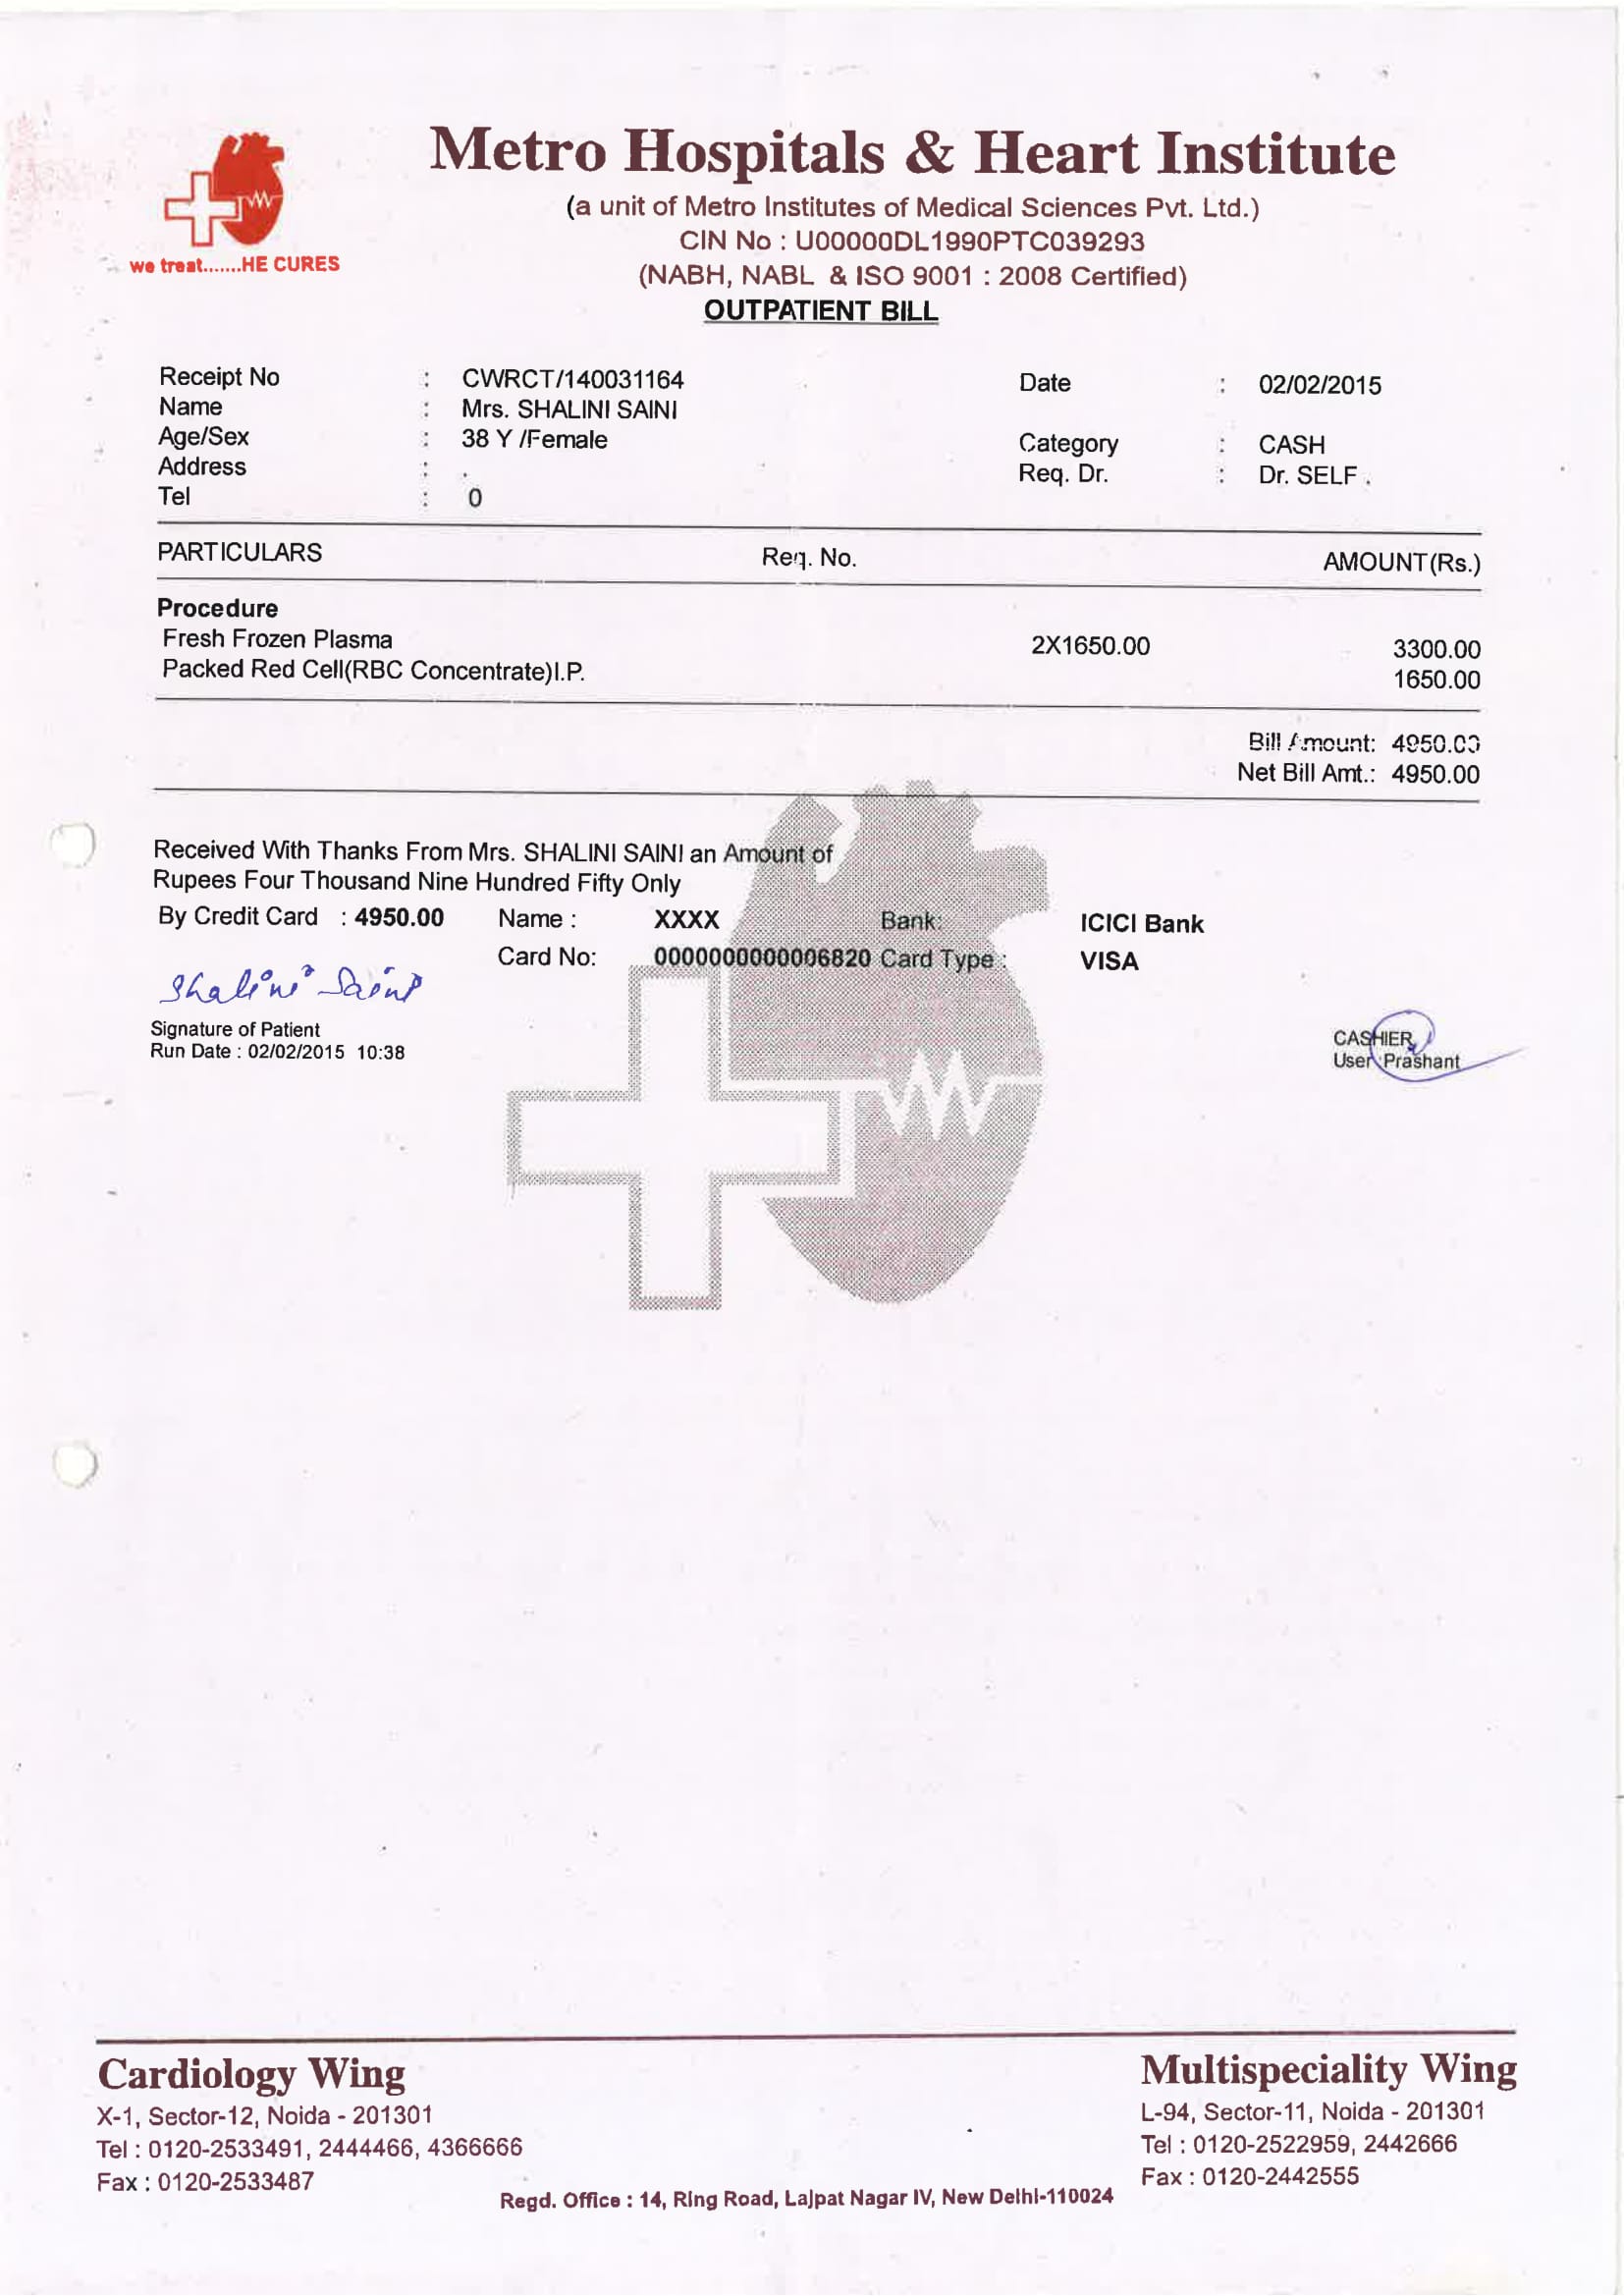 Metro Hospitals & Heart Institute
(a unit of Metro Institutes of Medical Sciences Pvt. Ltd.)
CIN No : U00000DL1990PTC039293
(NABH, NABL & ISO 9001 : 2008 Certified)
we treat.......HE CURES
OUTPATIENT BILL
Receipt No : CWRCT/140031164 Date : 02/02/2015
Name : Mrs. SHALINI SAINI
Age/Sex : 38 Y /Female Category : CASH
Address : . Req. Dr. : Dr. SELF .
Tel : 0
PARTICULARS Req. No. AMOUNT(Rs.)
Procedure
Fresh Frozen Plasma 2X1650.00 3300.00
Packed Red Cell(RBC Concentrate)I.P. 1650.00
Bill Amount: 4950.00
Net Bill Amt.: 4950.00
Received With Thanks From Mrs. SHALINI SAINI an Amount of
Rupees Four Thousand Nine Hundred Fifty Only
By Credit Card : 4950.00 Name : XXXX Bank: ICICI Bank
Card No: 0000000000006820 Card Type : VISA
Shalini Saini
Signature of Patient
Run Date : 02/02/2015 10:38
CASHIER
User Prashant
Cardiology Wing
X-1, Sector-12, Noida - 201301
Tel : 0120-2533491, 2444466, 4366666
Fax : 0120-2533487
Multispeciality Wing
L-94, Sector-11, Noida - 201301
Tel : 0120-2522959, 2442666
Fax : 0120-2442555
Regd. Office : 14, Ring Road, Lajpat Nagar IV, New Delhi-110024